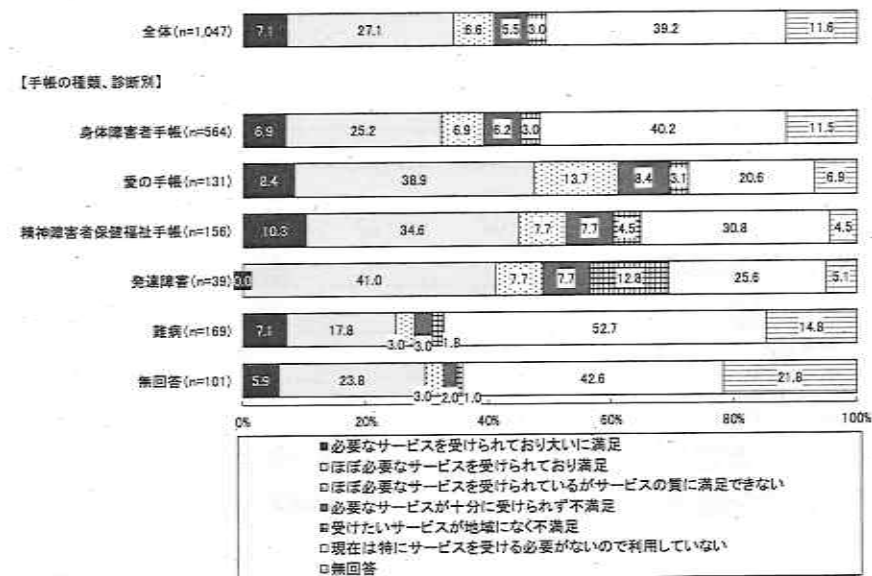 全体(n=1,047) 7.1 27.1 6.6 5.5 3.0 39.2 11.6
【手帳の種類、診断別】
身体障害者手帳(n=564) 6.9 25.2 6.9 6.2 3.0 40.2 11.5
愛の手帳(n=131) 8.4 38.9 13.7 8.4 3.1 20.6 6.9
精神障害者保健福祉手帳(n=156) 10.3 34.6 7.7 7.7 4.5 30.8 4.5
発達障害(n=39) 0.0 41.0 7.7 7.7 12.8 25.6 5.1
難病(n=169) 7.1 17.8 3.0 3.0 1.8 52.7 14.8
無回答(n=101) 5.9 23.8 3.0 2.0 1.0 42.6 21.8
0% 20% 40% 60% 80% 100%
必要なサービスを受けられており大いに満足
ほぼ必要なサービスを受けられており満足
ほぼ必要なサービスを受けられているがサービスの質に満足できない
必要なサービスが十分に受けられず不満足
受けたいサービスが地域になく不満足
現在は特にサービスを受ける必要がないので利用していない
無回答